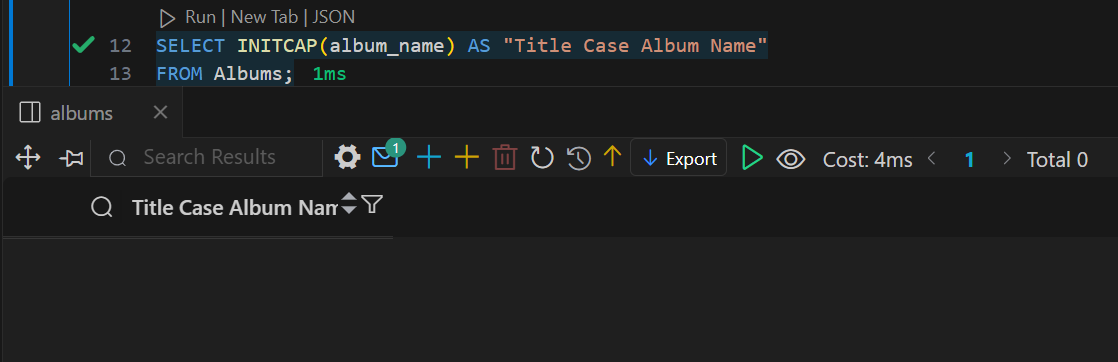 Run | New Tab | JSON
12 SELECT INITCAP(album_name) AS "Title Case Album Name"
13 FROM Albums; 1ms
albums
Search Results 1 Export Cost: 4ms 1 Total 0
Title Case Album Nam